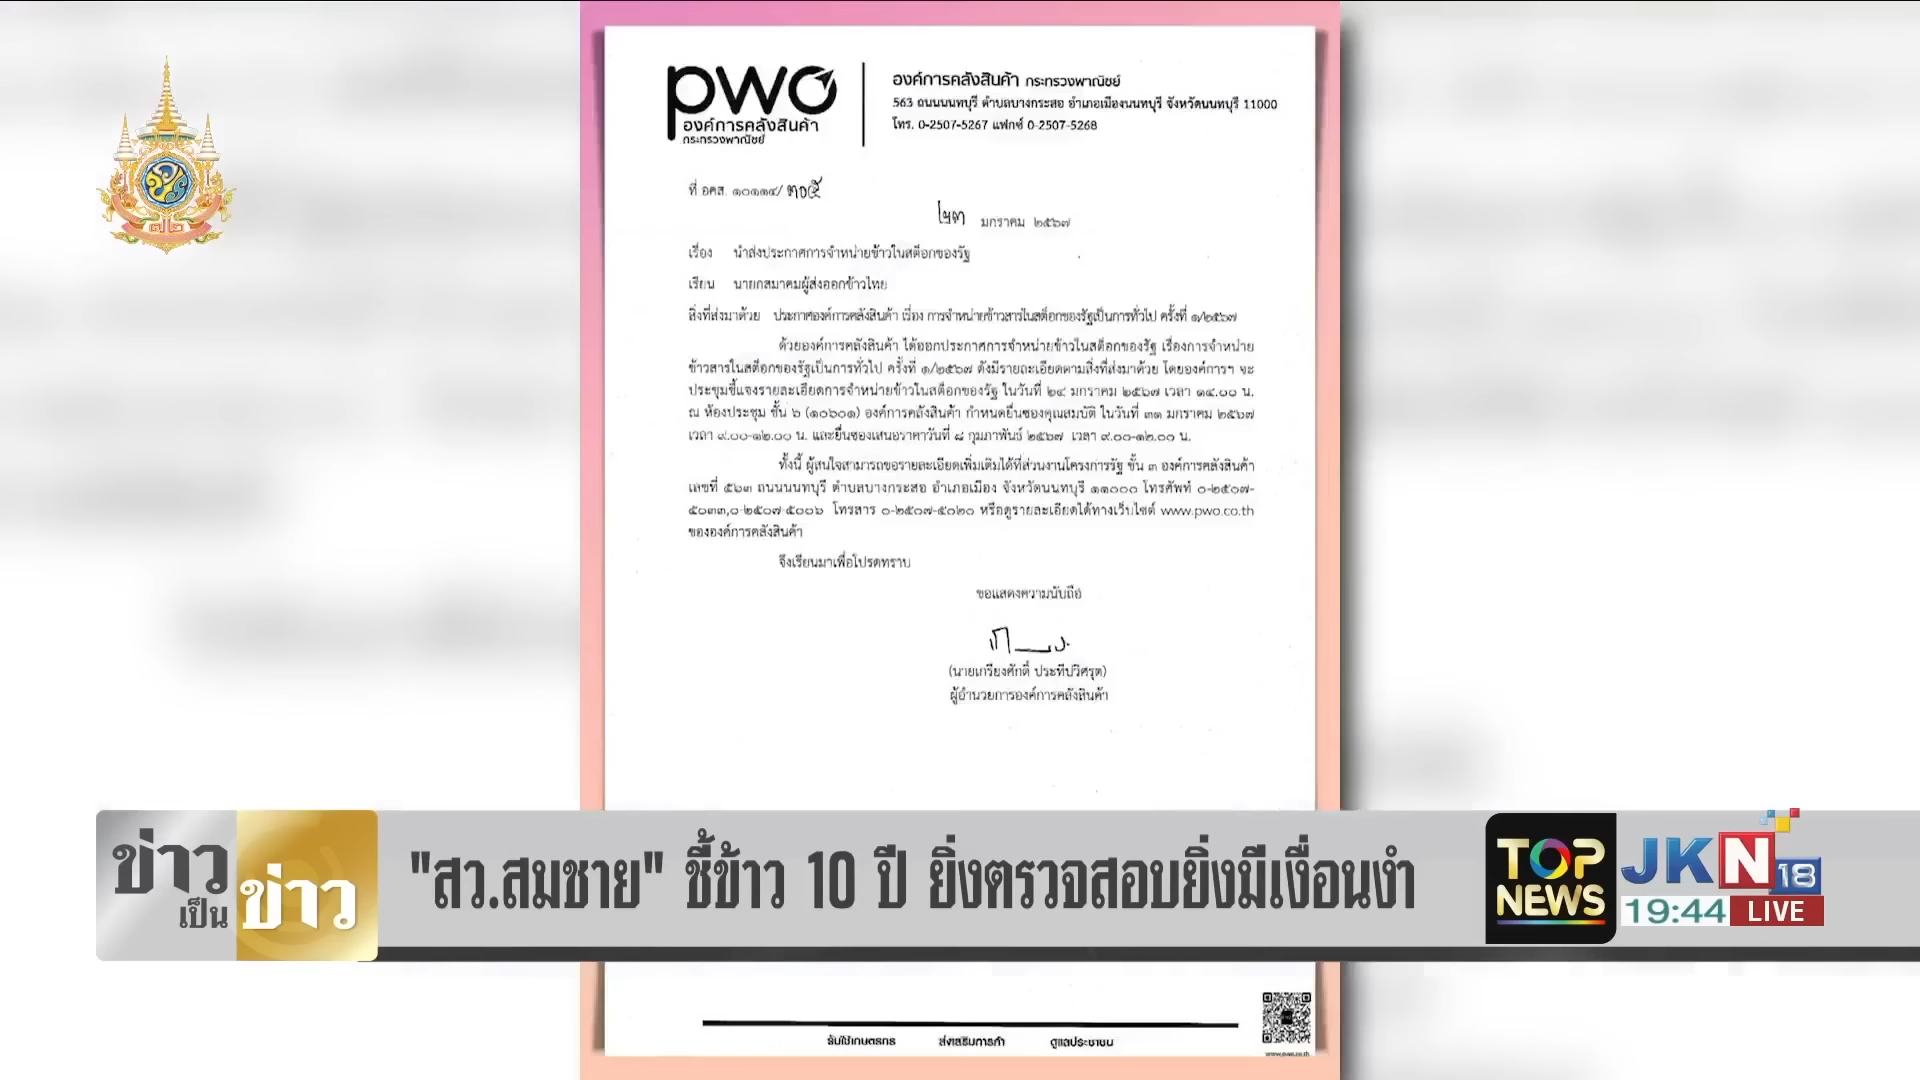 pwo
องค์การคลังสินค้า
กระทรวงพาณิชย์
องค์การคลังสินค้า กระทรวงพาณิชย์
563 ถนนนนทบุรี ตำบลบางกระสอ อำเภอเมืองนนทบุรี จังหวัดนนทบุรี 11000
โทร. 0-2507-5267 แฟกซ์ 0-2507-5268
ที่ อคส. ๑๐๑๑๔/ ๓๐๕
๒๓ มกราคม ๒๕๖๗
เรื่อง นำส่งประกาศการจำหน่ายข้าวในสต็อกของรัฐ
เรียน นายกสมาคมผู้ส่งออกข้าวไทย
สิ่งที่ส่งมาด้วย ประกาศองค์การคลังสินค้า เรื่อง การจำหน่ายข้าวสารในสต็อกของรัฐเป็นการทั่วไป ครั้งที่ ๑/๒๕๖๗
ด้วยองค์การคลังสินค้า ได้ออกประกาศการจำหน่ายข้าวในสต็อกของรัฐ เรื่องการจำหน่าย
ข้าวสารในสต็อกของรัฐเป็นการทั่วไป ครั้งที่ ๑/๒๕๖๗ ดังมีรายละเอียดตามสิ่งที่ส่งมาด้วย โดยองค์การฯ จะ
ประชุมชี้แจงรายละเอียดการจำหน่ายข้าวในสต็อกของรัฐ ในวันที่ ๒๔ มกราคม ๒๕๖๗ เวลา ๑๔.๐๐ น.
ณ ห้องประชุม ชั้น ๖ (๑๐๖๐๑) องค์การคลังสินค้า กำหนดยื่นซองคุณสมบัติ ในวันที่ ๓๑ มกราคม ๒๕๖๗
เวลา ๙.๐๐-๑๒.๐๐ น. และยื่นซองเสนอราคาวันที่ ๘ กุมภาพันธ์ ๒๕๖๗ เวลา ๙.๐๐-๑๒.๐๐ น.
ทั้งนี้ ผู้สนใจสามารถขอรายละเอียดเพิ่มเติมได้ที่ส่วนงานโครงการรัฐ ชั้น ๓ องค์การคลังสินค้า
เลขที่ ๕๖๓ ถนนนนทบุรี ตำบลบางกระสอ อำเภอเมือง จังหวัดนนทบุรี ๑๑๐๐๐ โทรศัพท์ ๐-๒๕๐๗-
๕๐๓๓,๐-๒๕๐๗-๕๐๐๖ โทรสาร ๐-๒๕๐๗-๕๐๒๐ หรือดูรายละเอียดได้ทางเว็บไซต์ www.pwo.co.th
ขององค์การคลังสินค้า
จึงเรียนมาเพื่อโปรดทราบ
ขอแสดงความนับถือ
(นายเกรียงศักดิ์ ประทีปวิศรุต)
ผู้อำนวยการองค์การคลังสินค้า
ข่าว
เป็น ข่าว
"สว.สมชาย" ชี้ข้าว 10 ปี ยิ่งตรวจสอบยิ่งมีเงื่อนงำ
TOP
NEWS
JKN
18
19:44 LIVE
รับใช้เกษตรกร ส่งเสริมการค้า ดูแลประชาชน
www.pwo.co.th